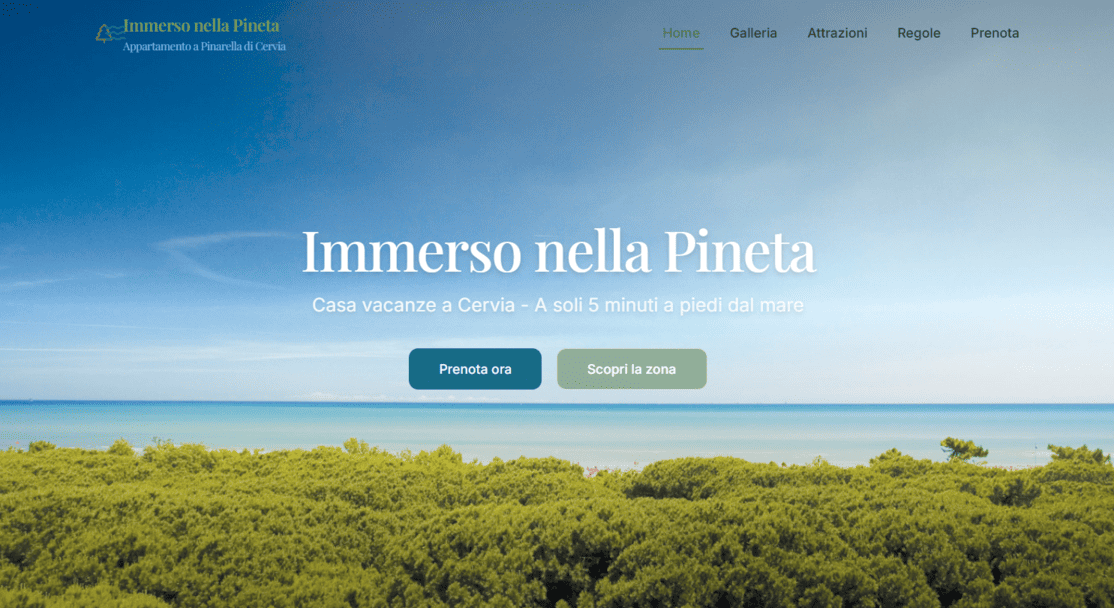 Immerso nella Pineta
Appartamento a Pinarella di Cervia
Home Galleria Attrazioni Regole Prenota
Immerso nella Pineta
Casa vacanze a Cervia - A soli 5 minuti a piedi dal mare
Prenota ora Scopri la zona